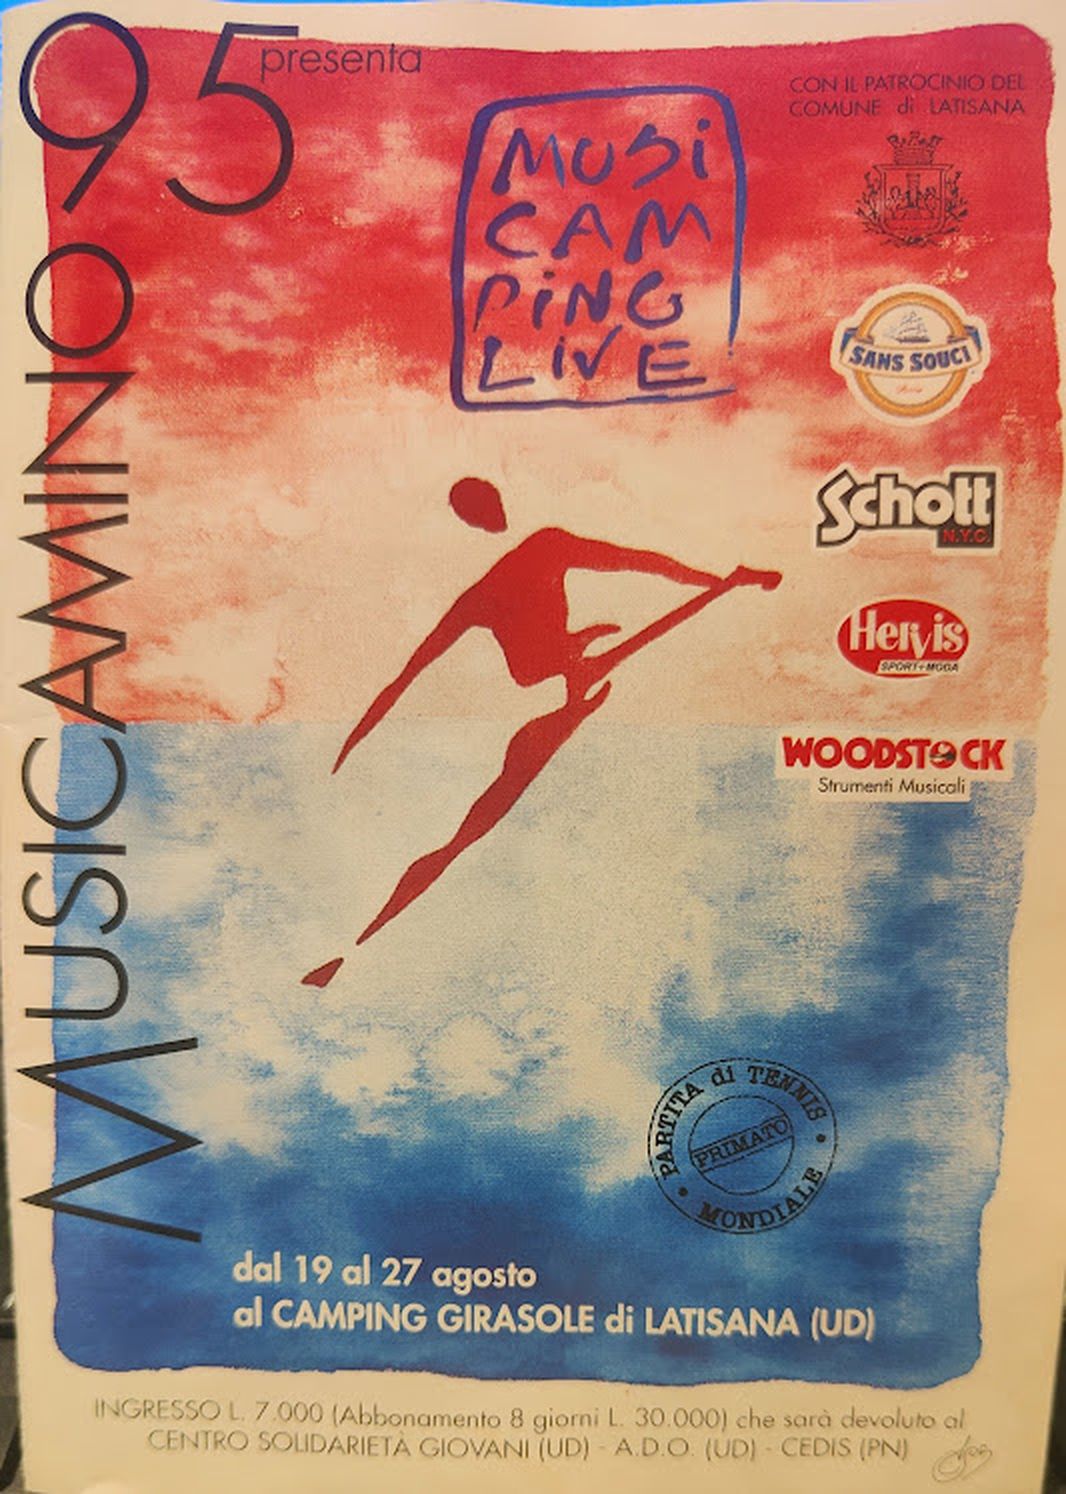 MUSICAMINO 95
presenta
MUSi
CAM
PiNG
LIVE
CON IL PATROCINIO DEL
COMUNE di LATISANA
SANS SOUCI
Schott
N.Y.C.
Hervis
SPORT+MODA
WOODSTOCK
Strumenti Musicali
PARTITA di TENNIS
PRIMATO
MONDIALE
dal 19 al 27 agosto
al CAMPING GIRASOLE di LATISANA (UD)
INGRESSO L. 7.000 (Abbonamento 8 giorni L. 30.000) che sarà devoluto al
CENTRO SOLIDARIETÀ GIOVANI (UD) - A.D.O. (UD) - CEDIS (PN)